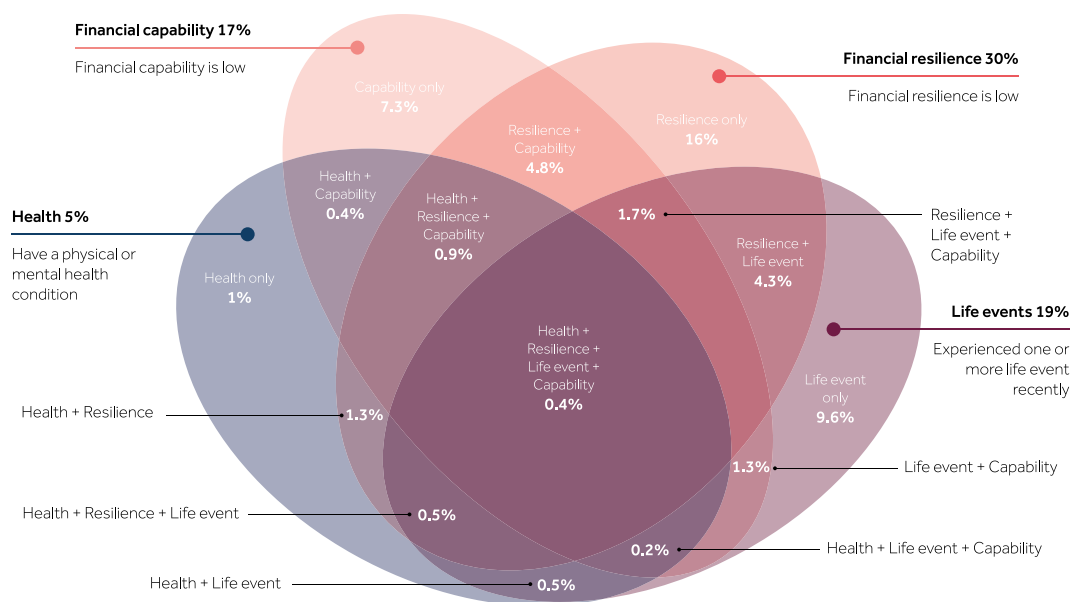 Financial capability 17%
Financial capability is low
Financial resilience 30%
Financial resilience is low
Capability only
7.3%
Resilience only
16%
Resilience +
Capability
4.8%
Health +
Capability
0.4%
Health +
Resilience +
Capability
0.9%
Health 5%
Have a physical or
mental health
condition
Health only
1%
1.7%
Resilience +
Life event +
Capability
Resilience +
Life event
4.3%
Life events 19%
Experienced one or
more life event
recently
Health +
Resilience +
Life event +
Capability
0.4%
Life event
only
9.6%
Health + Resilience
1.3%
1.3%
Life event + Capability
Health + Resilience + Life event
0.5%
0.2%
Health + Life event + Capability
Health + Life event
0.5%